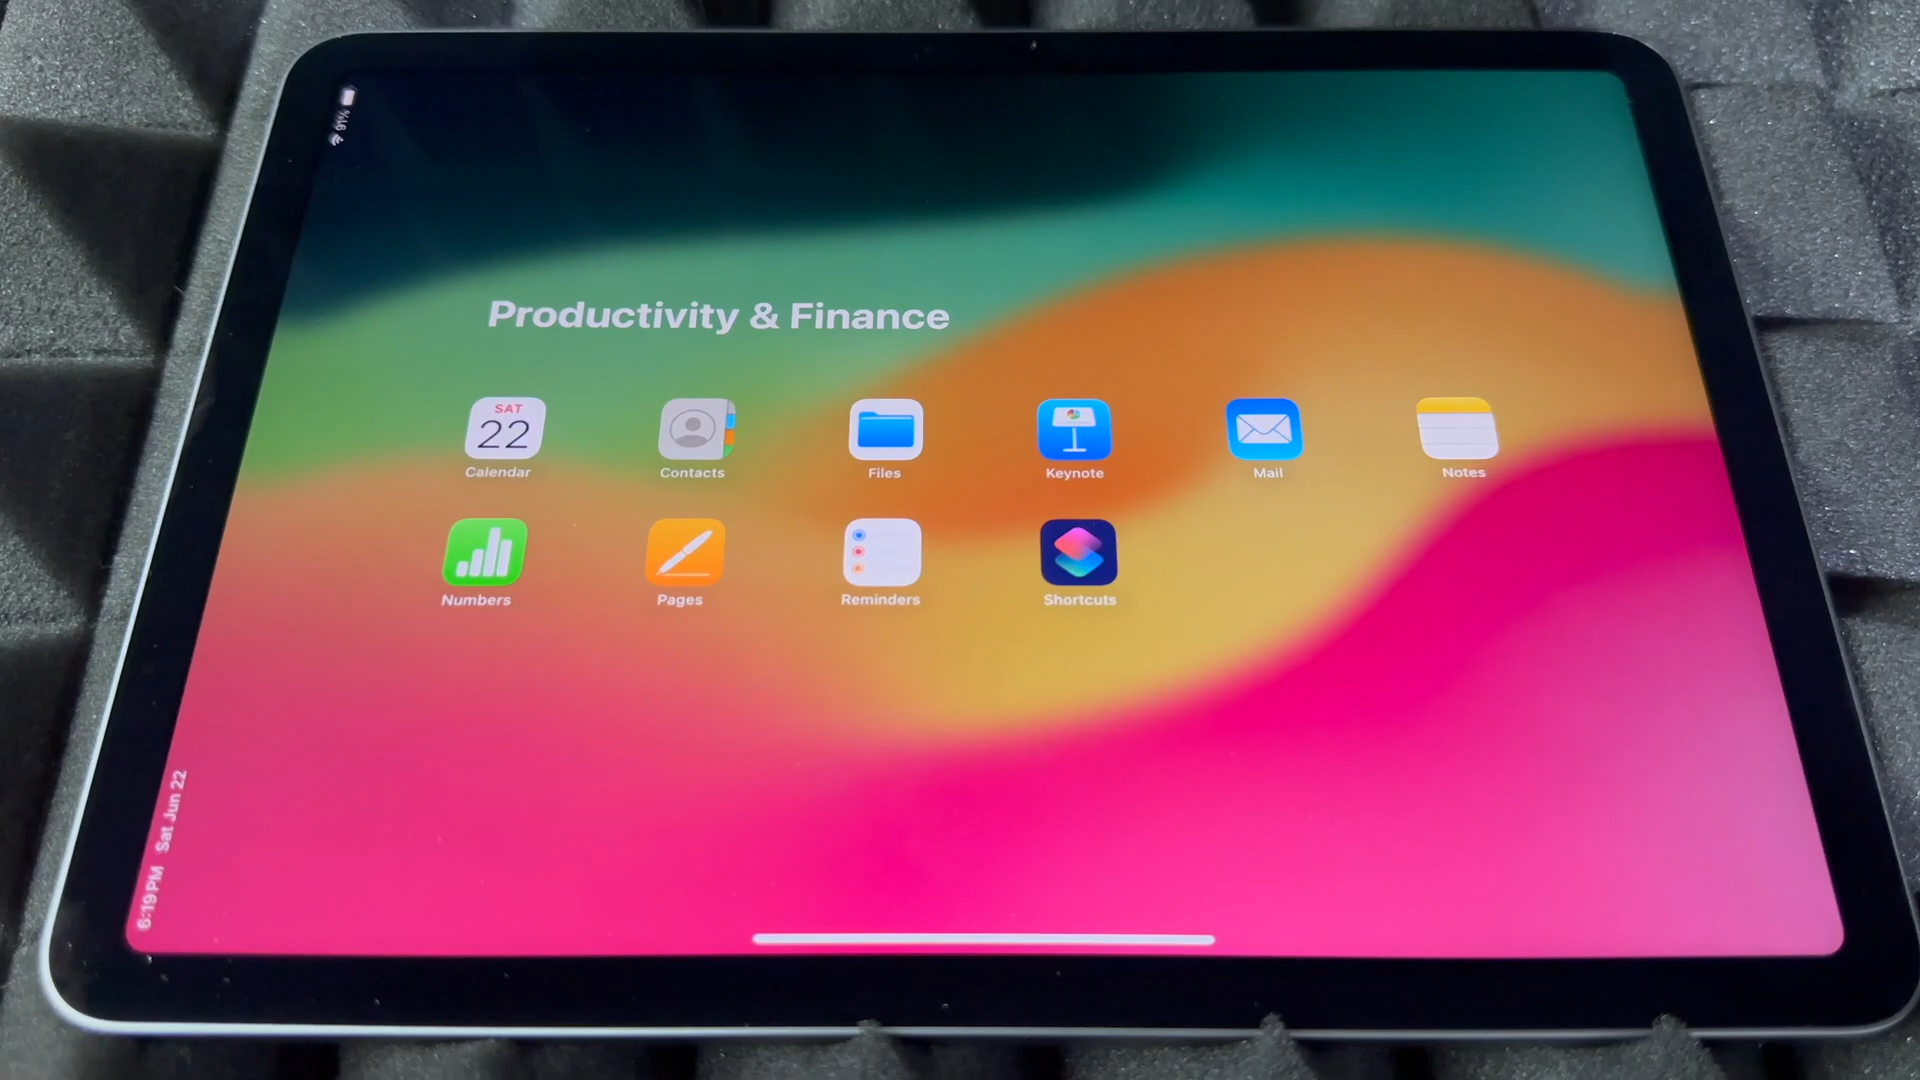 91%
Productivity & Finance
SAT
22
Calendar
Contacts
Files
Keynote
Mail
Notes
Numbers
Pages
Reminders
Shortcuts
6:19 PM Sat Jun 22